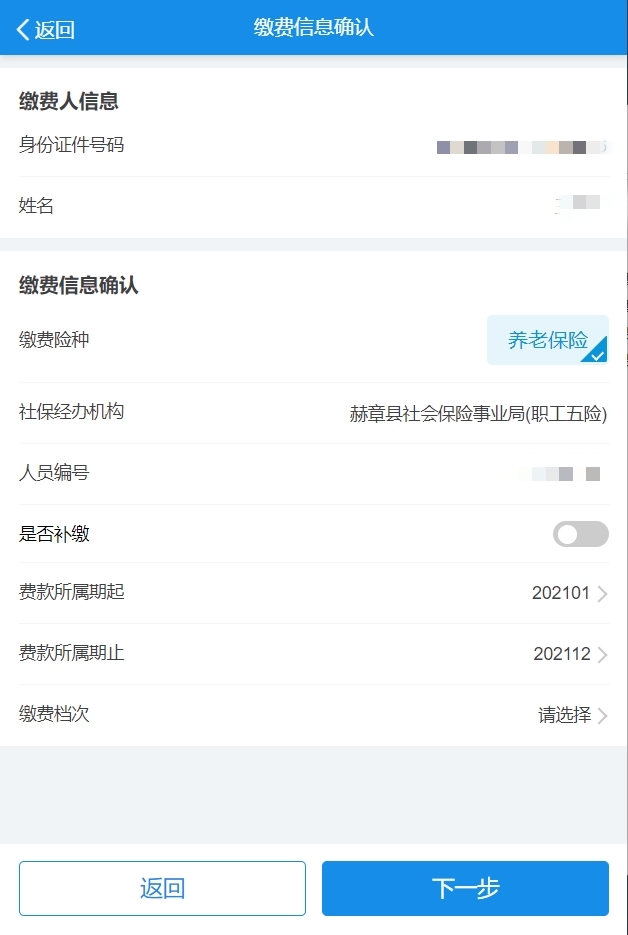 返回
缴费信息确认
缴费人信息
身份证件号码
姓名
缴费信息确认
缴费险种 养老保险
社保经办机构 赫章县社会保险事业局(职工五险)
人员编号
是否补缴
费款所属期起 202101
费款所属期止 202112
缴费档次 请选择
返回 下一步